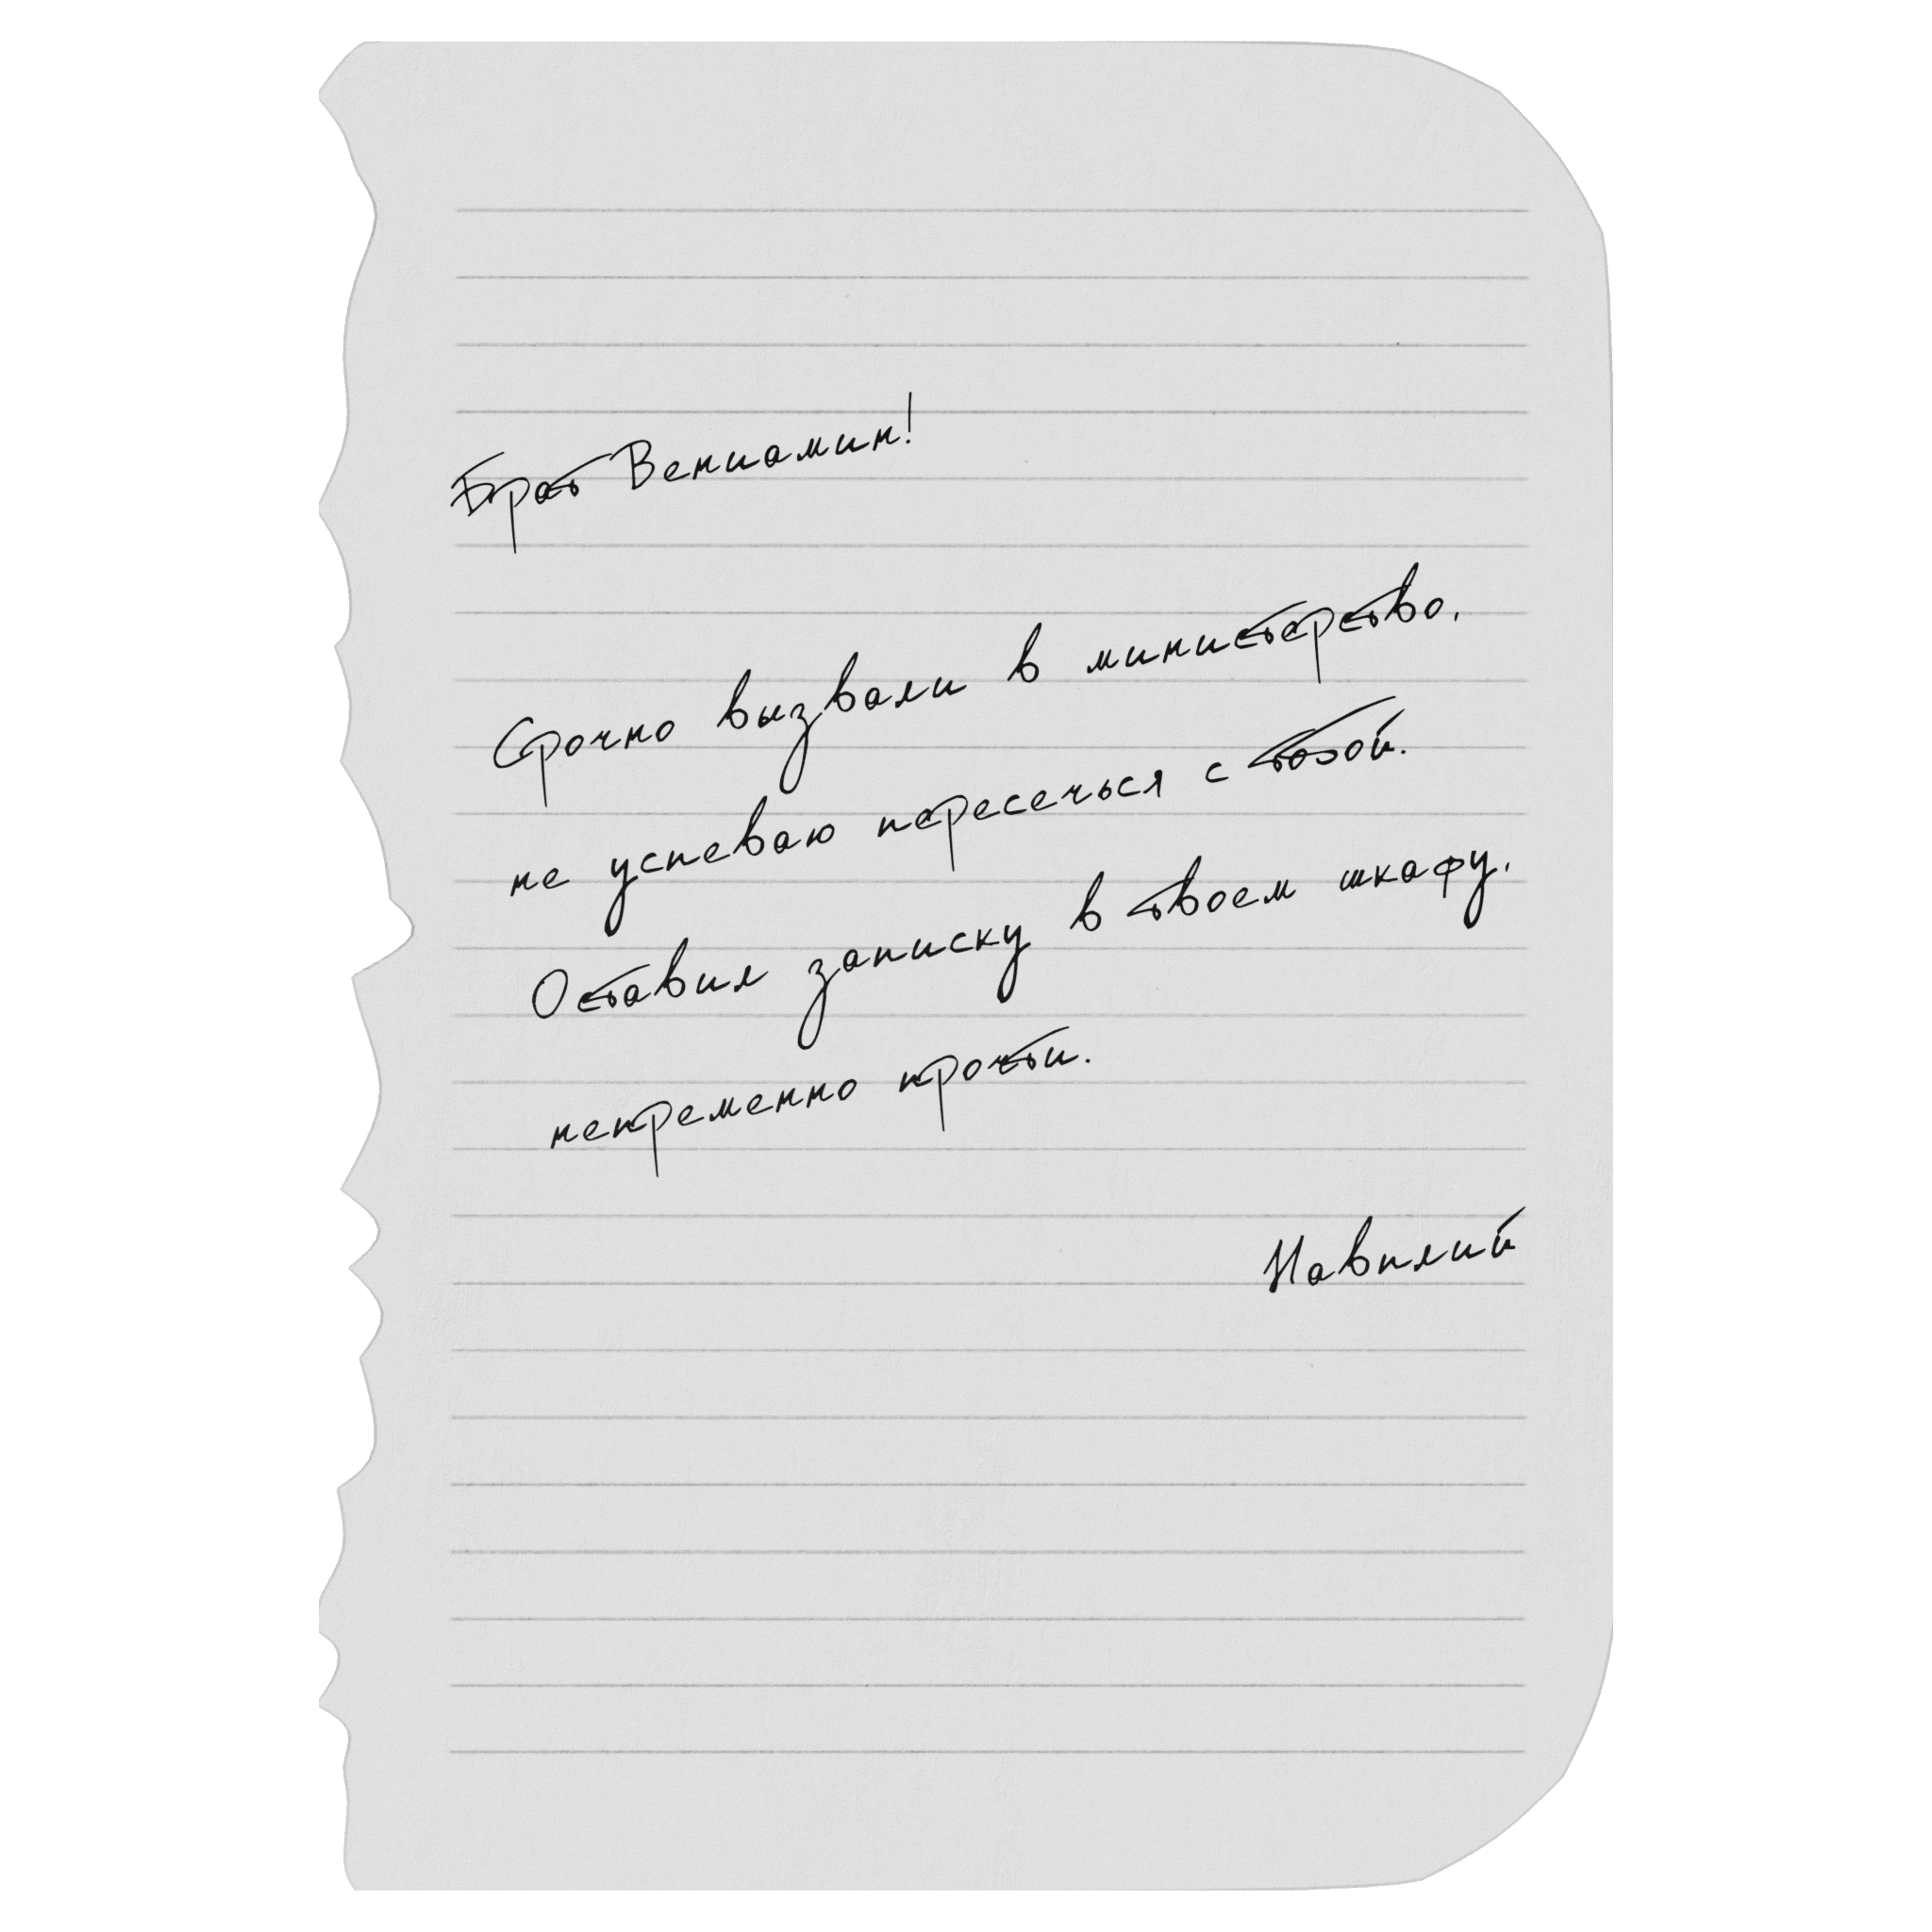 Брат Вениамин!
Срочно вызвали в министерство,
не успеваю пересечься с тобой.
Оставил записку в твоем шкафу,
непременно прочти.
Навилий